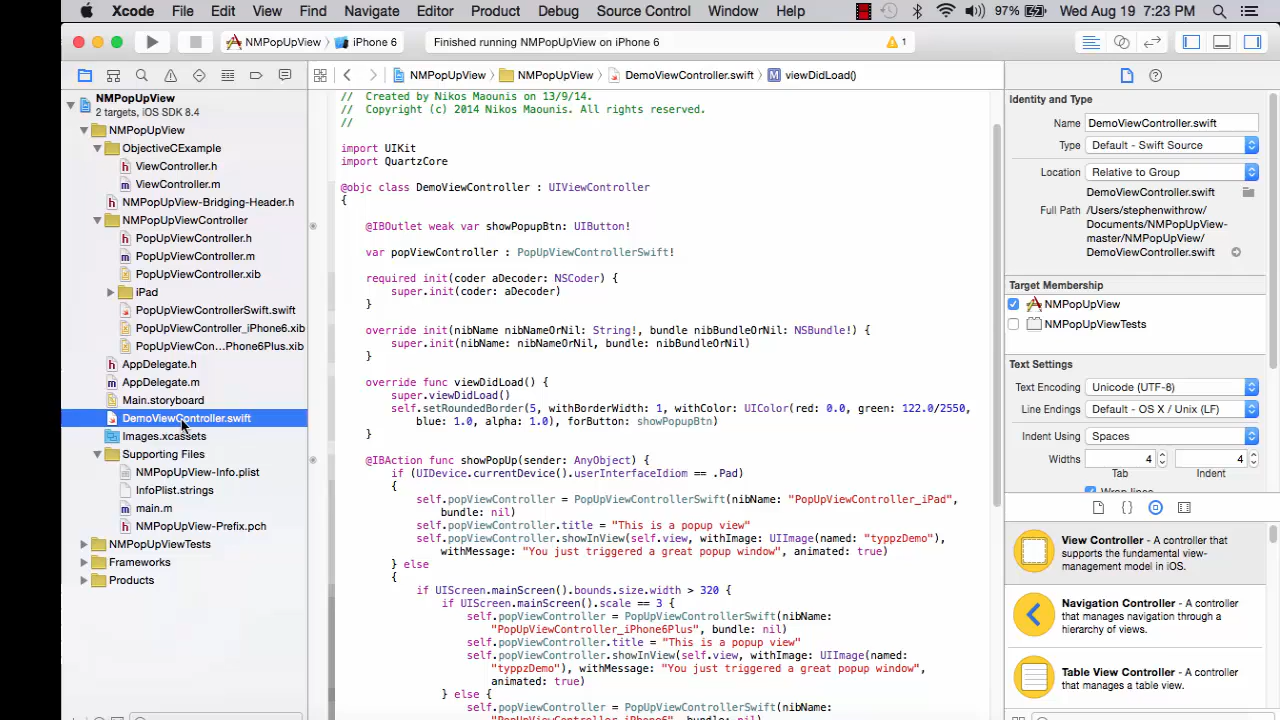 Xcode File Edit View Find Navigate Editor Product Debug Source Control Window Help 97% Wed Aug 19 7:23 PM
NMPopUpView iPhone 6 Finished running NMPopUpView on iPhone 6 1
NMPopUpView NMPopUpView DemoViewController.swift M viewDidLoad()
NMPopUpView
2 targets, iOS SDK 8.4
NMPopUpView
ObjectiveCExample
h ViewController.h
m ViewController.m
h NMPopUpView-Bridging-Header.h
NMPopUpViewController
h PopUpViewController.h
m PopUpViewController.m
PopUpViewController.xib
iPad
PopUpViewControllerSwift.swift
PopUpViewController_iPhone6.xib
PopUpViewCon...Phone6Plus.xib
h AppDelegate.h
m AppDelegate.m
Main.storyboard
DemoViewController.swift
Images.xcassets
Supporting Files
NMPopUpView-Info.plist
InfoPlist.strings
m main.m
h NMPopUpView-Prefix.pch
NMPopUpViewTests
Frameworks
Products
// Created by Nikos Maounis on 13/9/14.
// Copyright (c) 2014 Nikos Maounis. All rights reserved.
//
import UIKit
import QuartzCore
@objc class DemoViewController : UIViewController
{
@IBOutlet weak var showPopupBtn: UIButton!
var popViewController : PopUpViewControllerSwift!
required init(coder aDecoder: NSCoder) {
super.init(coder: aDecoder)
}
override init(nibName nibNameOrNil: String!, bundle nibBundleOrNil: NSBundle!) {
super.init(nibName: nibNameOrNil, bundle: nibBundleOrNil)
}
override func viewDidLoad() {
super.viewDidLoad()
self.setRoundedBorder(5, withBorderWidth: 1, withColor: UIColor(red: 0.0, green: 122.0/2550,
blue: 1.0, alpha: 1.0), forButton: showPopupBtn)
}
@IBAction func showPopUp(sender: AnyObject) {
if (UIDevice.currentDevice().userInterfaceIdiom == .Pad)
{
self.popViewController = PopUpViewControllerSwift(nibName: "PopUpViewController_iPad",
bundle: nil)
self.popViewController.title = "This is a popup view"
self.popViewController.showInView(self.view, withImage: UIImage(named: "typpzDemo"),
withMessage: "You just triggered a great popup window", animated: true)
} else
{
if UIScreen.mainScreen().bounds.size.width > 320 {
if UIScreen.mainScreen().scale == 3 {
self.popViewController = PopUpViewControllerSwift(nibName:
"PopUpViewController_iPhone6Plus", bundle: nil)
self.popViewController.title = "This is a popup view"
self.popViewController.showInView(self.view, withImage: UIImage(named:
"typpzDemo"), withMessage: "You just triggered a great popup window",
animated: true)
} else {
self.popViewController = PopUpViewControllerSwift(nibName:
"PopUpViewController_iPhone6", bundle: nil)
Identity and Type
Name DemoViewController.swift
Type Default - Swift Source
Location Relative to Group
DemoViewController.swift
Full Path /Users/stephenwithrow/
Documents/NMPopUpView-
master/NMPopUpView/
DemoViewController.swift
Target Membership
NMPopUpView
NMPopUpViewTests
Text Settings
Text Encoding Unicode (UTF-8)
Line Endings Default - OS X / Unix (LF)
Indent Using Spaces
Widths 4 4
Tab Indent
Wrap lines
View Controller - A controller that
supports the fundamental view-
management model in iOS.
Navigation Controller - A controller
that manages navigation through a
hierarchy of views.
Table View Controller - A controller
that manages a table view.